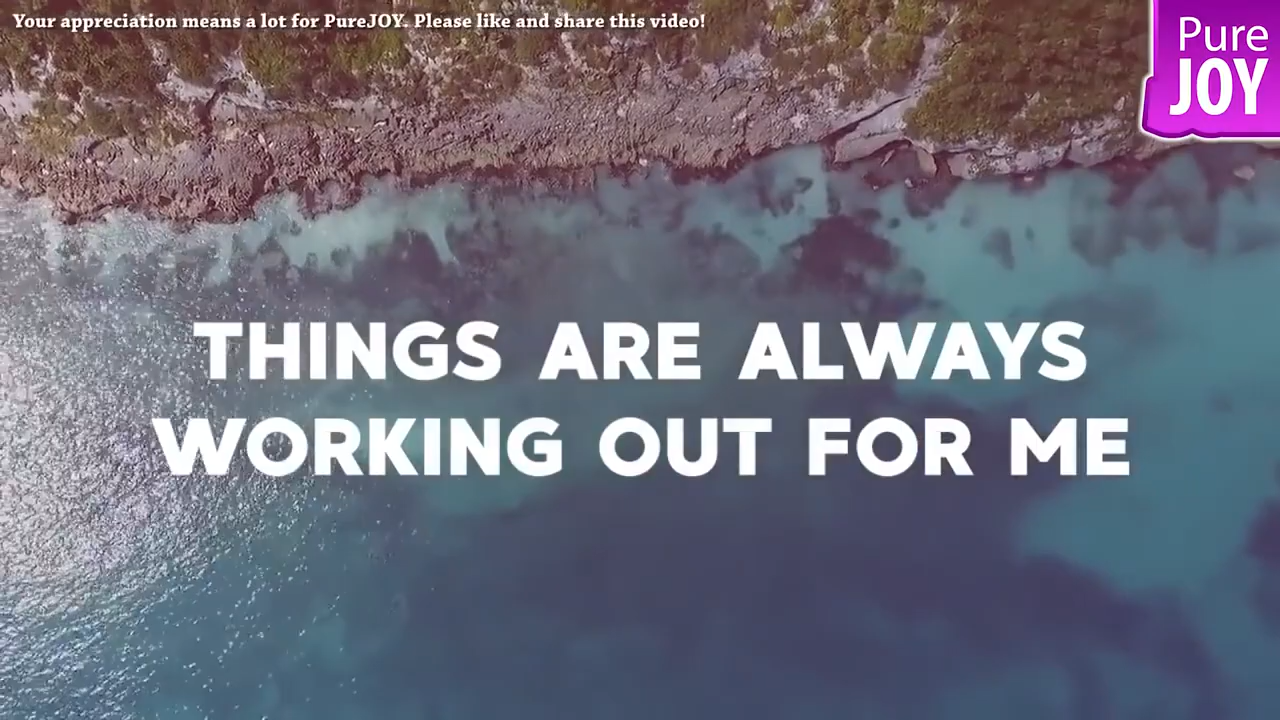 Your appreciation means a lot for PureJOY. Please like and share this video!
Pure
JOY
THINGS ARE ALWAYS
WORKING OUT FOR ME